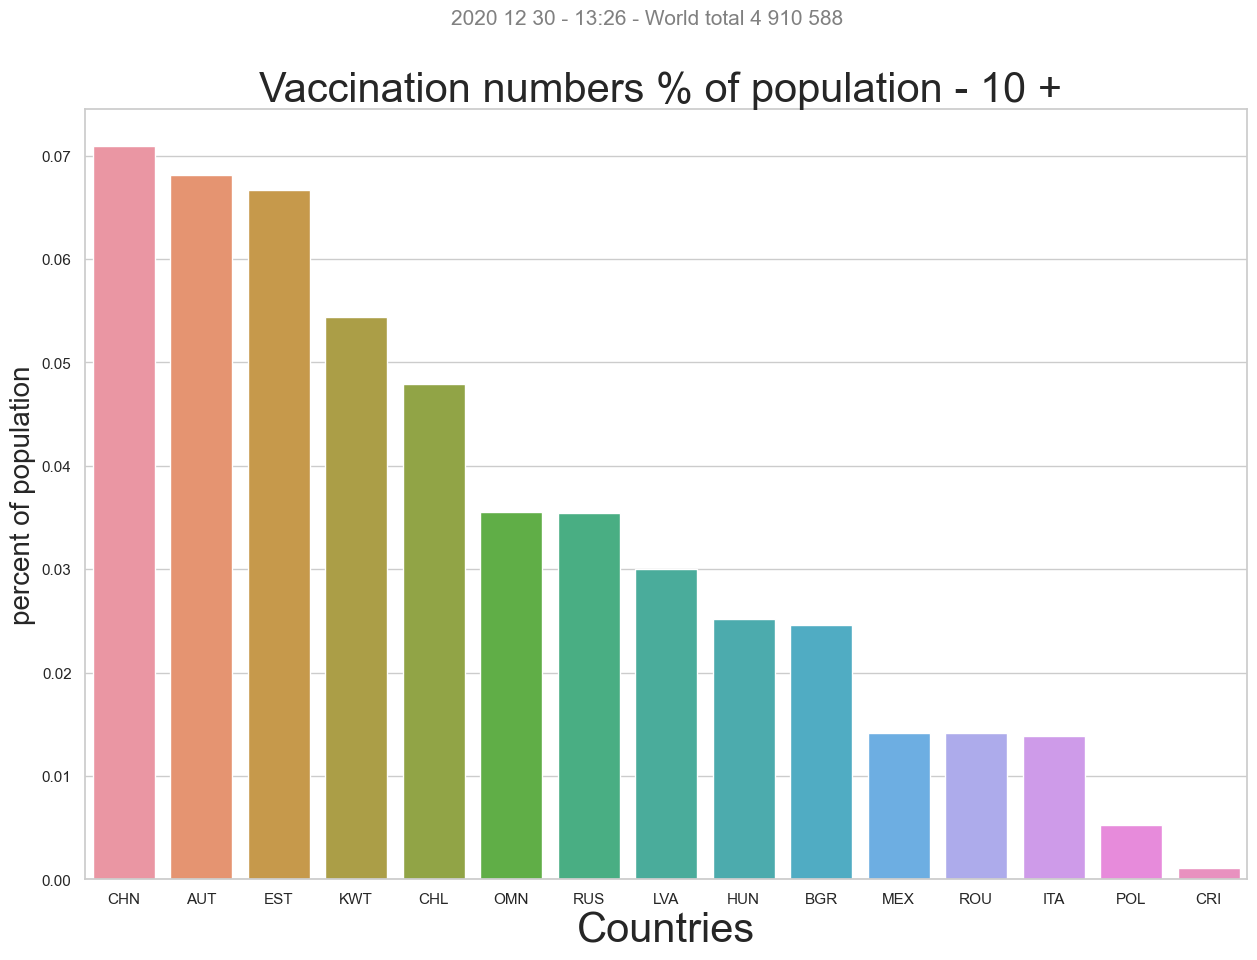 2020 12 30 - 13:26 - World total 4 910 588
Vaccination numbers % of population - 10 +
percent of population
0.07
0.06
0.05
0.04
0.03
0.02
0.01
0.00
CHN AUT EST KWT CHL OMN RUS LVA HUN BGR MEX ROU ITA POL CRI
Countries